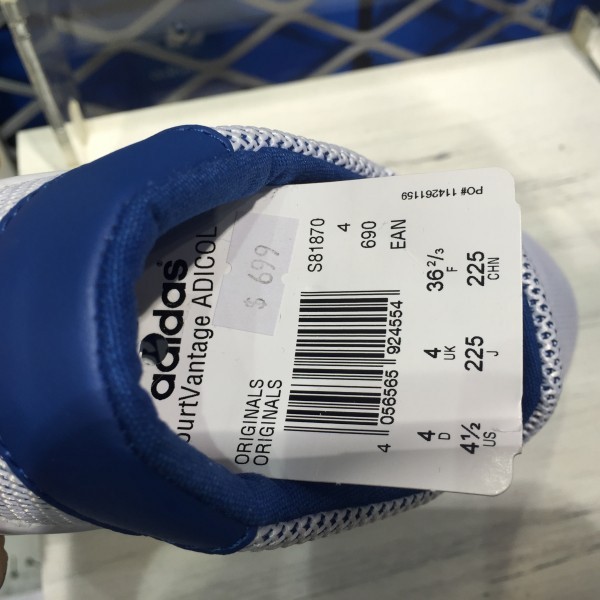 adidas
ourtVantage ADICOL
$ 699
ORIGINALS
ORIGINALS
S81870
4
690
EAN
4 056565 924554
PO# 114261159
4 D
4 UK
36⅔ F
4½ US
225 J
225 CHN